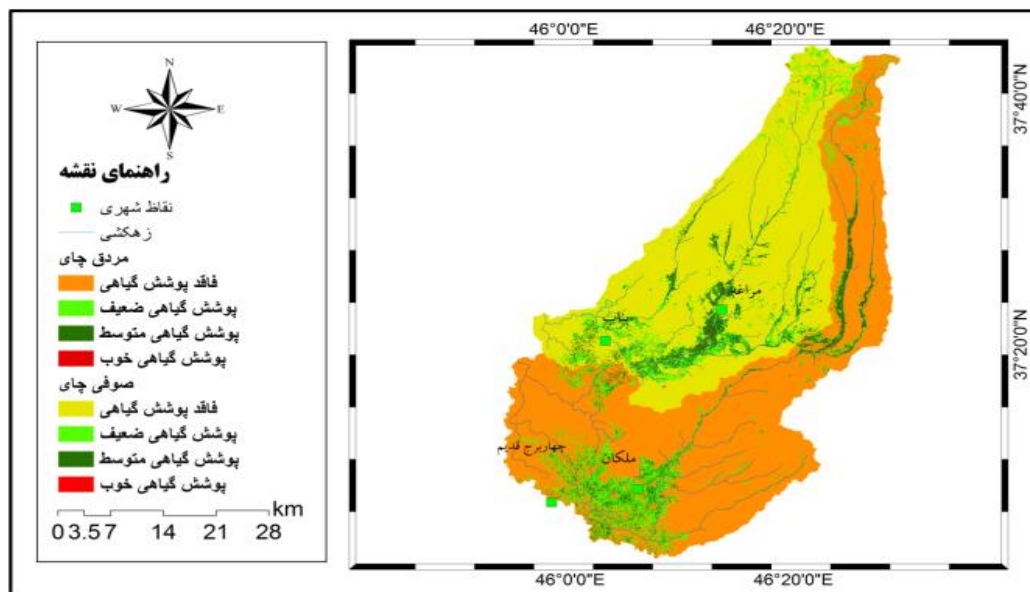 46°0'0"E
46°20'0"E
N
W
E
S
راهنمای نقشه
نقاظ شهری
زهکشی
مردق چای
فاقد پوشش گیاهی
پوشش گیاهی ضعیف
پوشش گیاهی متوسط
پوشش گیاهی خوب
صوفی چای
فاقد پوشش گیاهی
پوشش گیاهی ضعیف
پوشش گیاهی متوسط
پوشش گیاهی خوب
km
0 3.5 7 14 21 28
مراغه
بناب
چهاربرج قدیم
ملکان
37°40'0"N
37°20'0"N
46°0'0"E
46°20'0"E